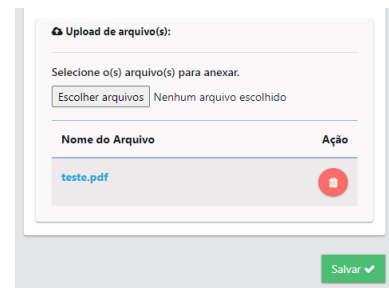 Upload de arquivo(s):
Selecione o(s) arquivo(s) para anexar.
Escolher arquivos Nenhum arquivo escolhido
Nome do Arquivo Ação
teste.pdf
Salvar